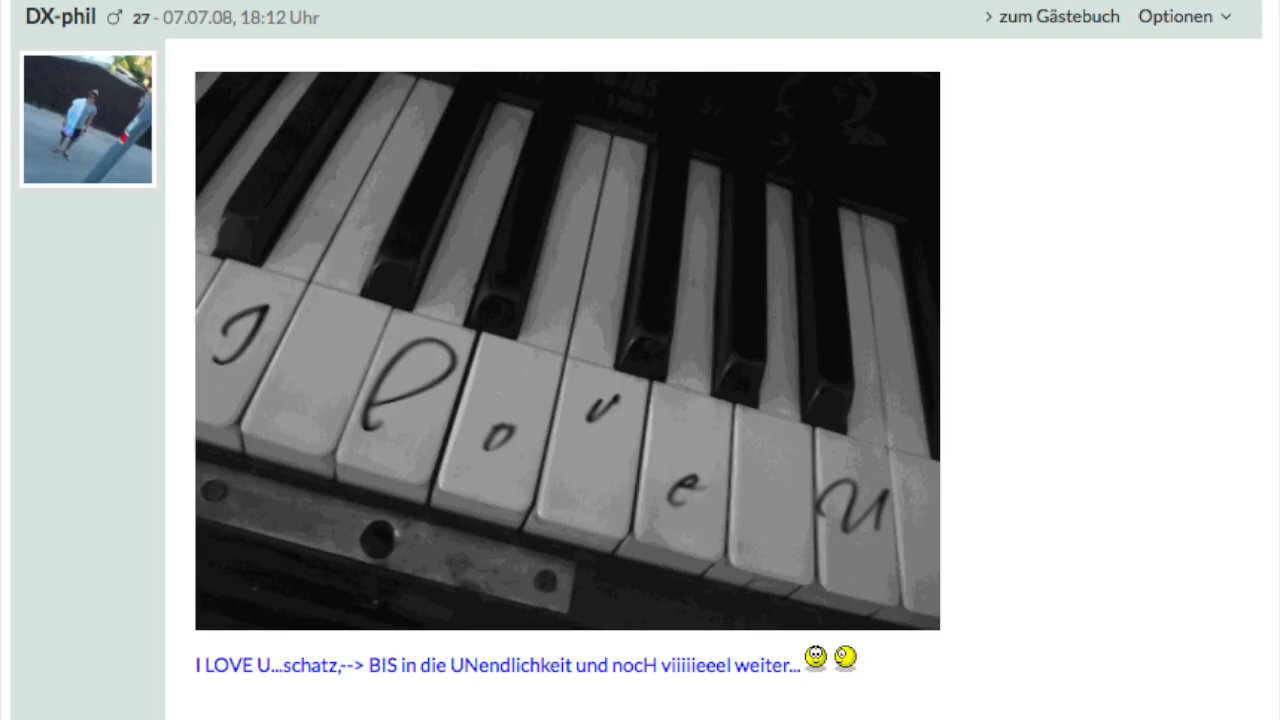 DX-phil ♂ 27 - 07.07.08, 18:12 Uhr
> zum Gästebuch Optionen
I love U
I LOVE U...schatz,--> BIS in die UNendlichkeit und nocH viiiiieeel weiter...